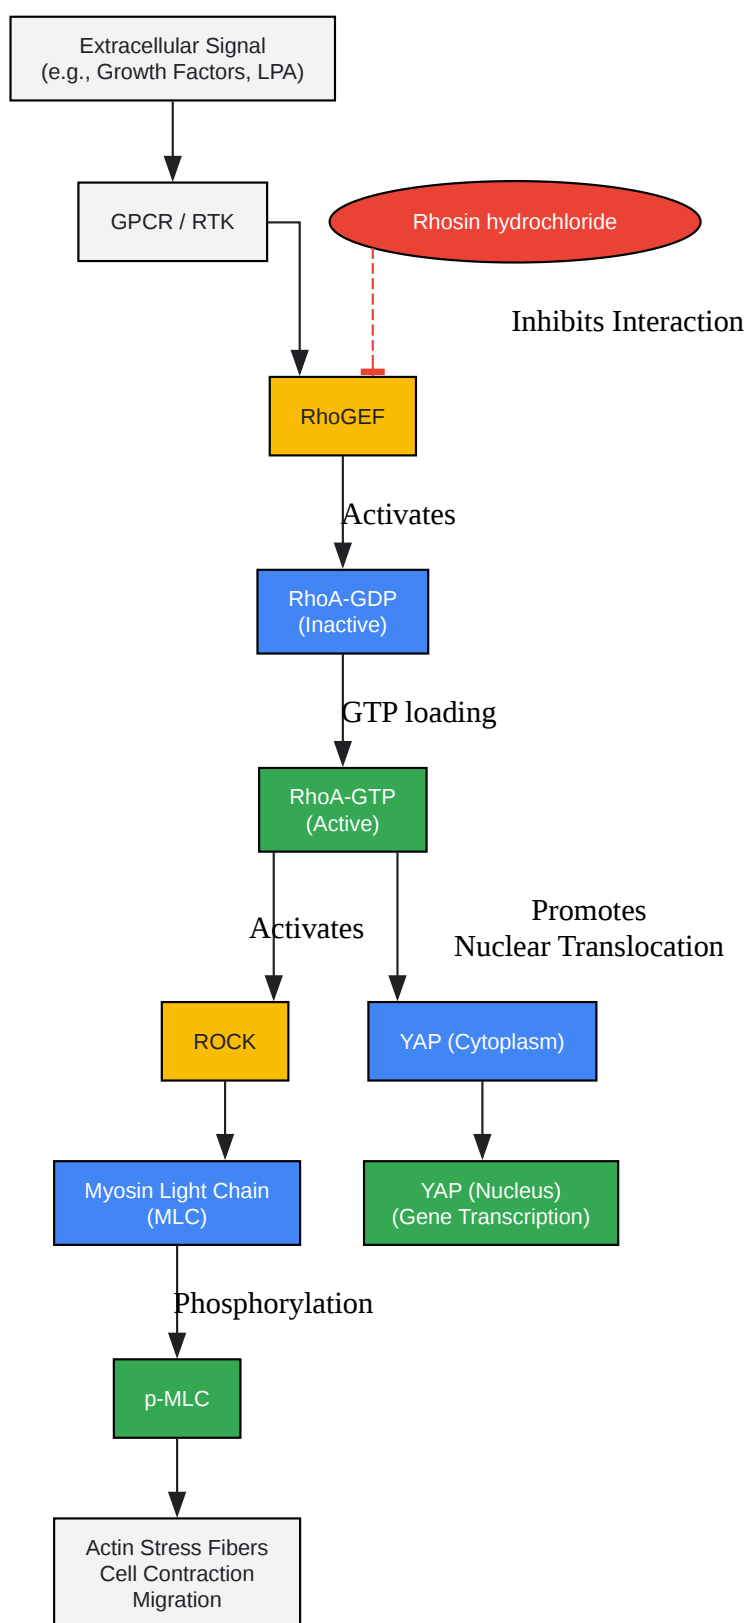 Extracellular Signal
(e.g., Growth Factors, LPA)
GPCR / RTK
Rhosin hydrochloride
Inhibits Interaction
RhoGEF
Activates
RhoA-GDP
(Inactive)
GTP loading
RhoA-GTP
(Active)
Activates
Promotes
Nuclear Translocation
ROCK
YAP (Cytoplasm)
Myosin Light Chain
(MLC)
YAP (Nucleus)
(Gene Transcription)
Phosphorylation
p-MLC
Actin Stress Fibers
Cell Contraction
Migration